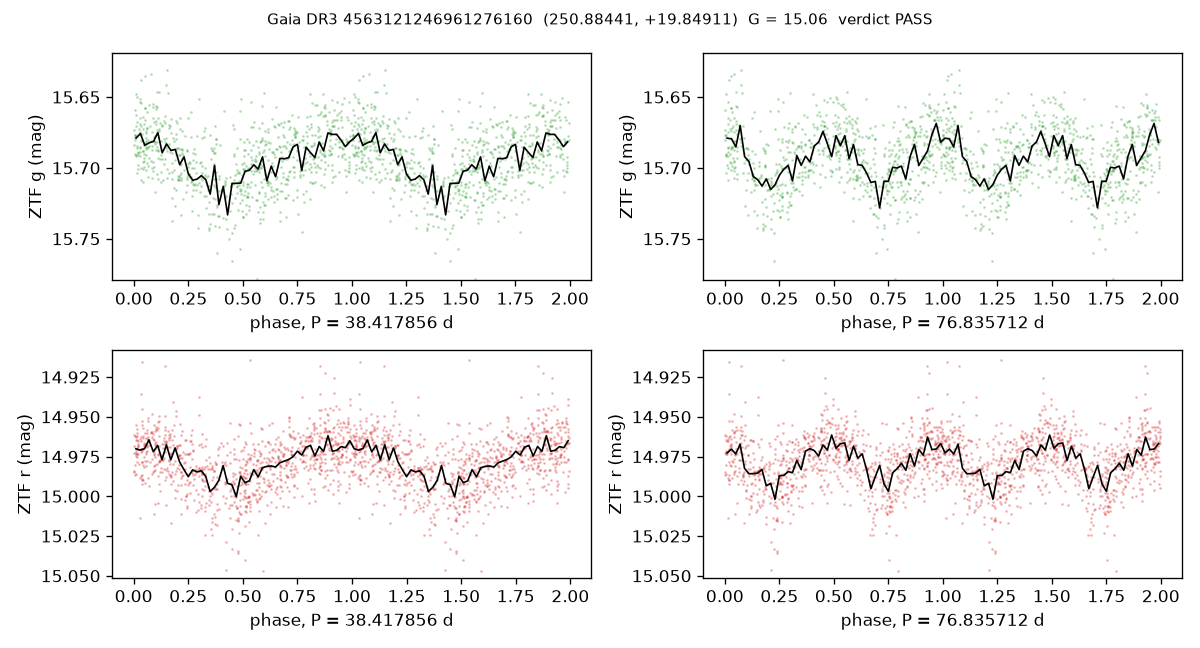 Gaia DR3 4563121246961276160  (250.88441, +19.84911)  G = 15.06  verdict PASS
ZTF g (mag)
15.65
15.70
15.75
0.00 0.25 0.50 0.75 1.00 1.25 1.50 1.75 2.00
phase, P = 38.417856 d
ZTF g (mag)
15.65
15.70
15.75
0.00 0.25 0.50 0.75 1.00 1.25 1.50 1.75 2.00
phase, P = 76.835712 d
ZTF r (mag)
14.925
14.950
14.975
15.000
15.025
15.050
0.00 0.25 0.50 0.75 1.00 1.25 1.50 1.75 2.00
phase, P = 38.417856 d
ZTF r (mag)
14.925
14.950
14.975
15.000
15.025
15.050
0.00 0.25 0.50 0.75 1.00 1.25 1.50 1.75 2.00
phase, P = 76.835712 d